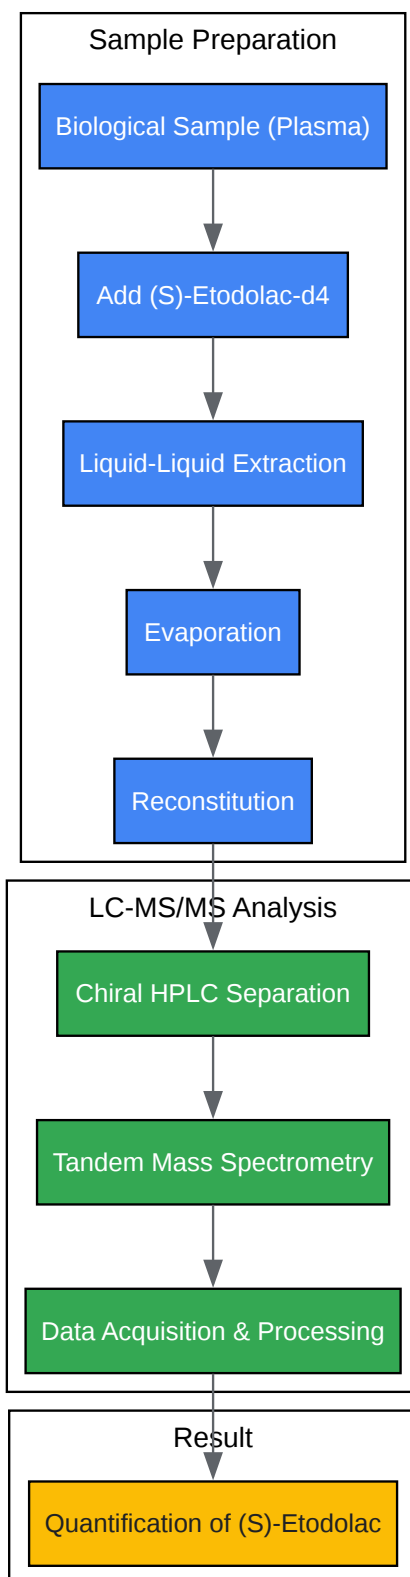 Sample Preparation
Biological Sample (Plasma)
Add (S)-Etodolac-d4
Liquid-Liquid Extraction
Evaporation
Reconstitution
LC-MS/MS Analysis
Chiral HPLC Separation
Tandem Mass Spectrometry
Data Acquisition & Processing
Result
Quantification of (S)-Etodolac